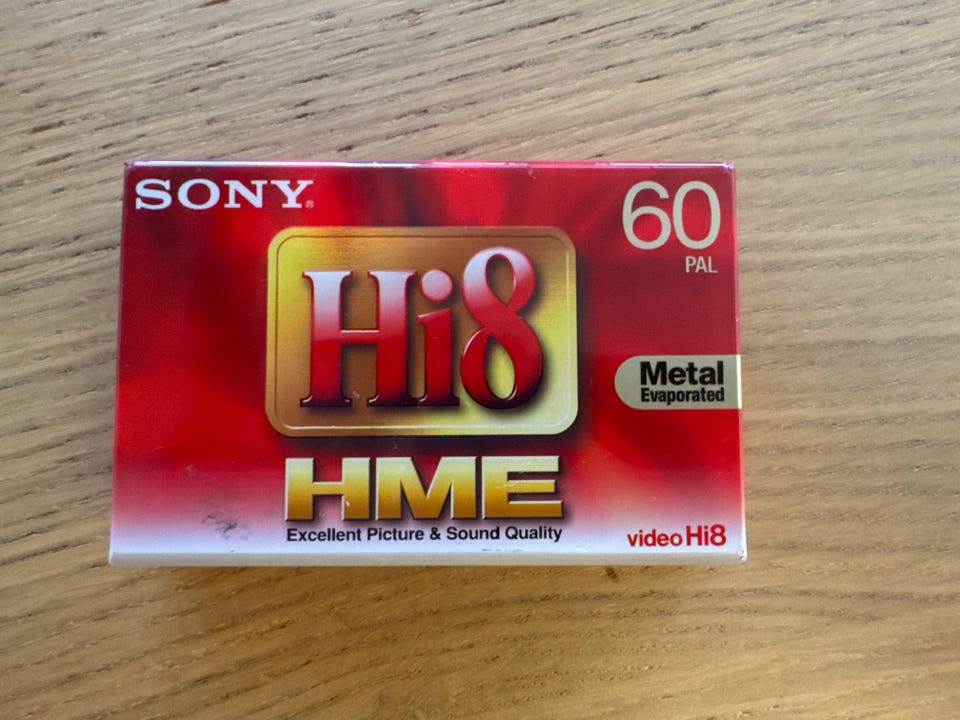 SONY®
60
PAL
Hi8
Metal
Evaporated
HME
Excellent Picture & Sound Quality
video Hi8